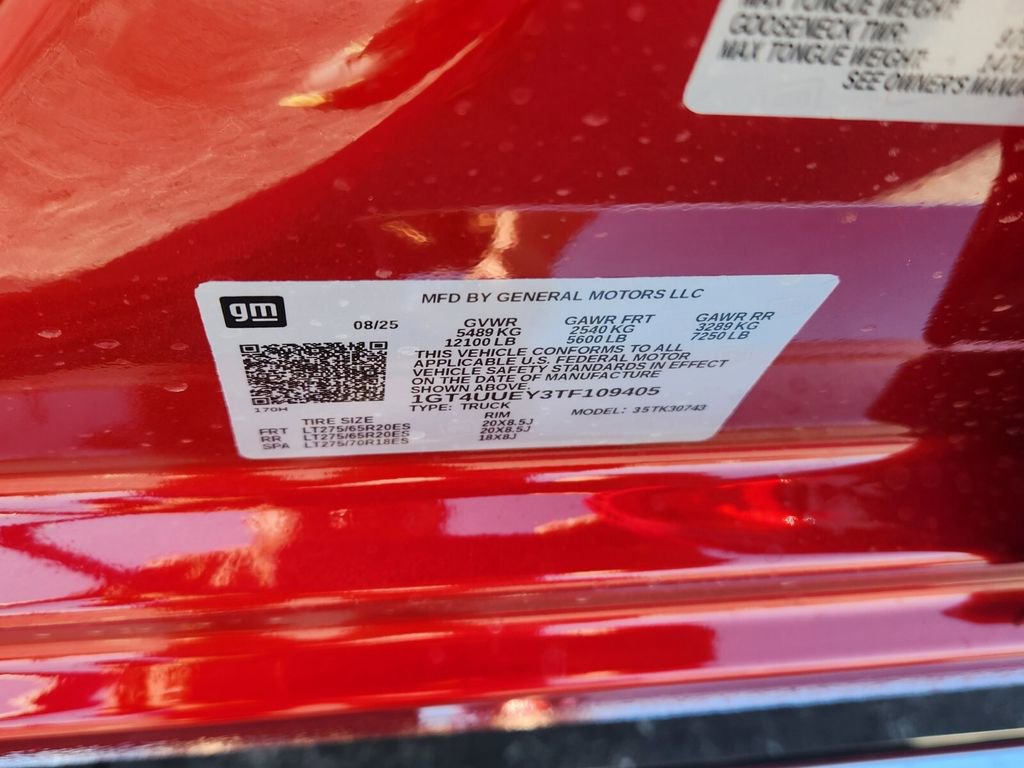 MAX TONGUE WEIGHT:
GOOSENECK TWR:
MAX TONGUE WEIGHT:
SEE OWNER'S MANUA
gm
MFD BY GENERAL MOTORS LLC
08/25 GVWR GAWR FRT GAWR RR
5489 KG 2540 KG 3289 KG
12100 LB 5600 LB 7250 LB
THIS VEHICLE CONFORMS TO ALL
APPLICABLE U.S. FEDERAL MOTOR
VEHICLE SAFETY STANDARDS IN EFFECT
ON THE DATE OF MANUFACTURE
SHOWN ABOVE.
1GT4UUEY3TF109405
170H
TYPE: TRUCK MODEL: 3STK30743
TIRE SIZE RIM
FRT LT275/65R20ES 20X8.5J
RR LT275/65R20ES 20X8.5J
SPA LT275/70R18ES 18X8J